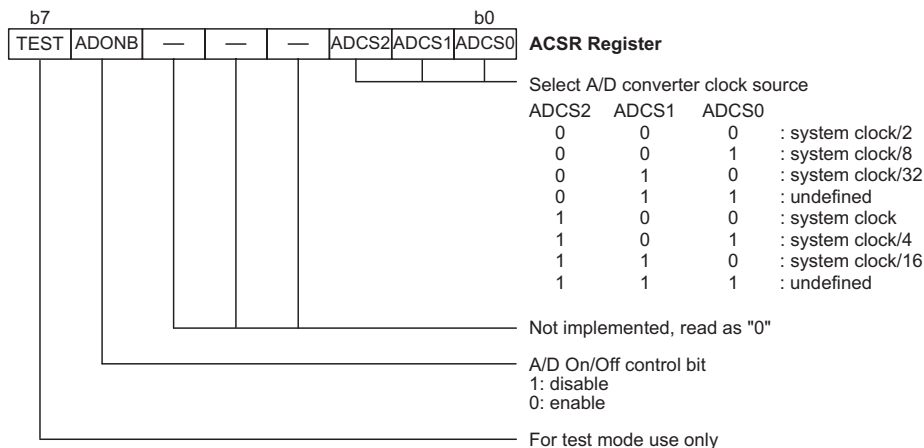 b7 b0
TEST ADONB — — — ADCS2 ADCS1 ADCS0 ACSR Register
Select A/D converter clock source
ADCS2 ADCS1 ADCS0
0 0 0 : system clock/2
0 0 1 : system clock/8
0 1 0 : system clock/32
0 1 1 : undefined
1 0 0 : system clock
1 0 1 : system clock/4
1 1 0 : system clock/16
1 1 1 : undefined
Not implemented, read as "0"
A/D On/Off control bit
1: disable
0: enable
For test mode use only